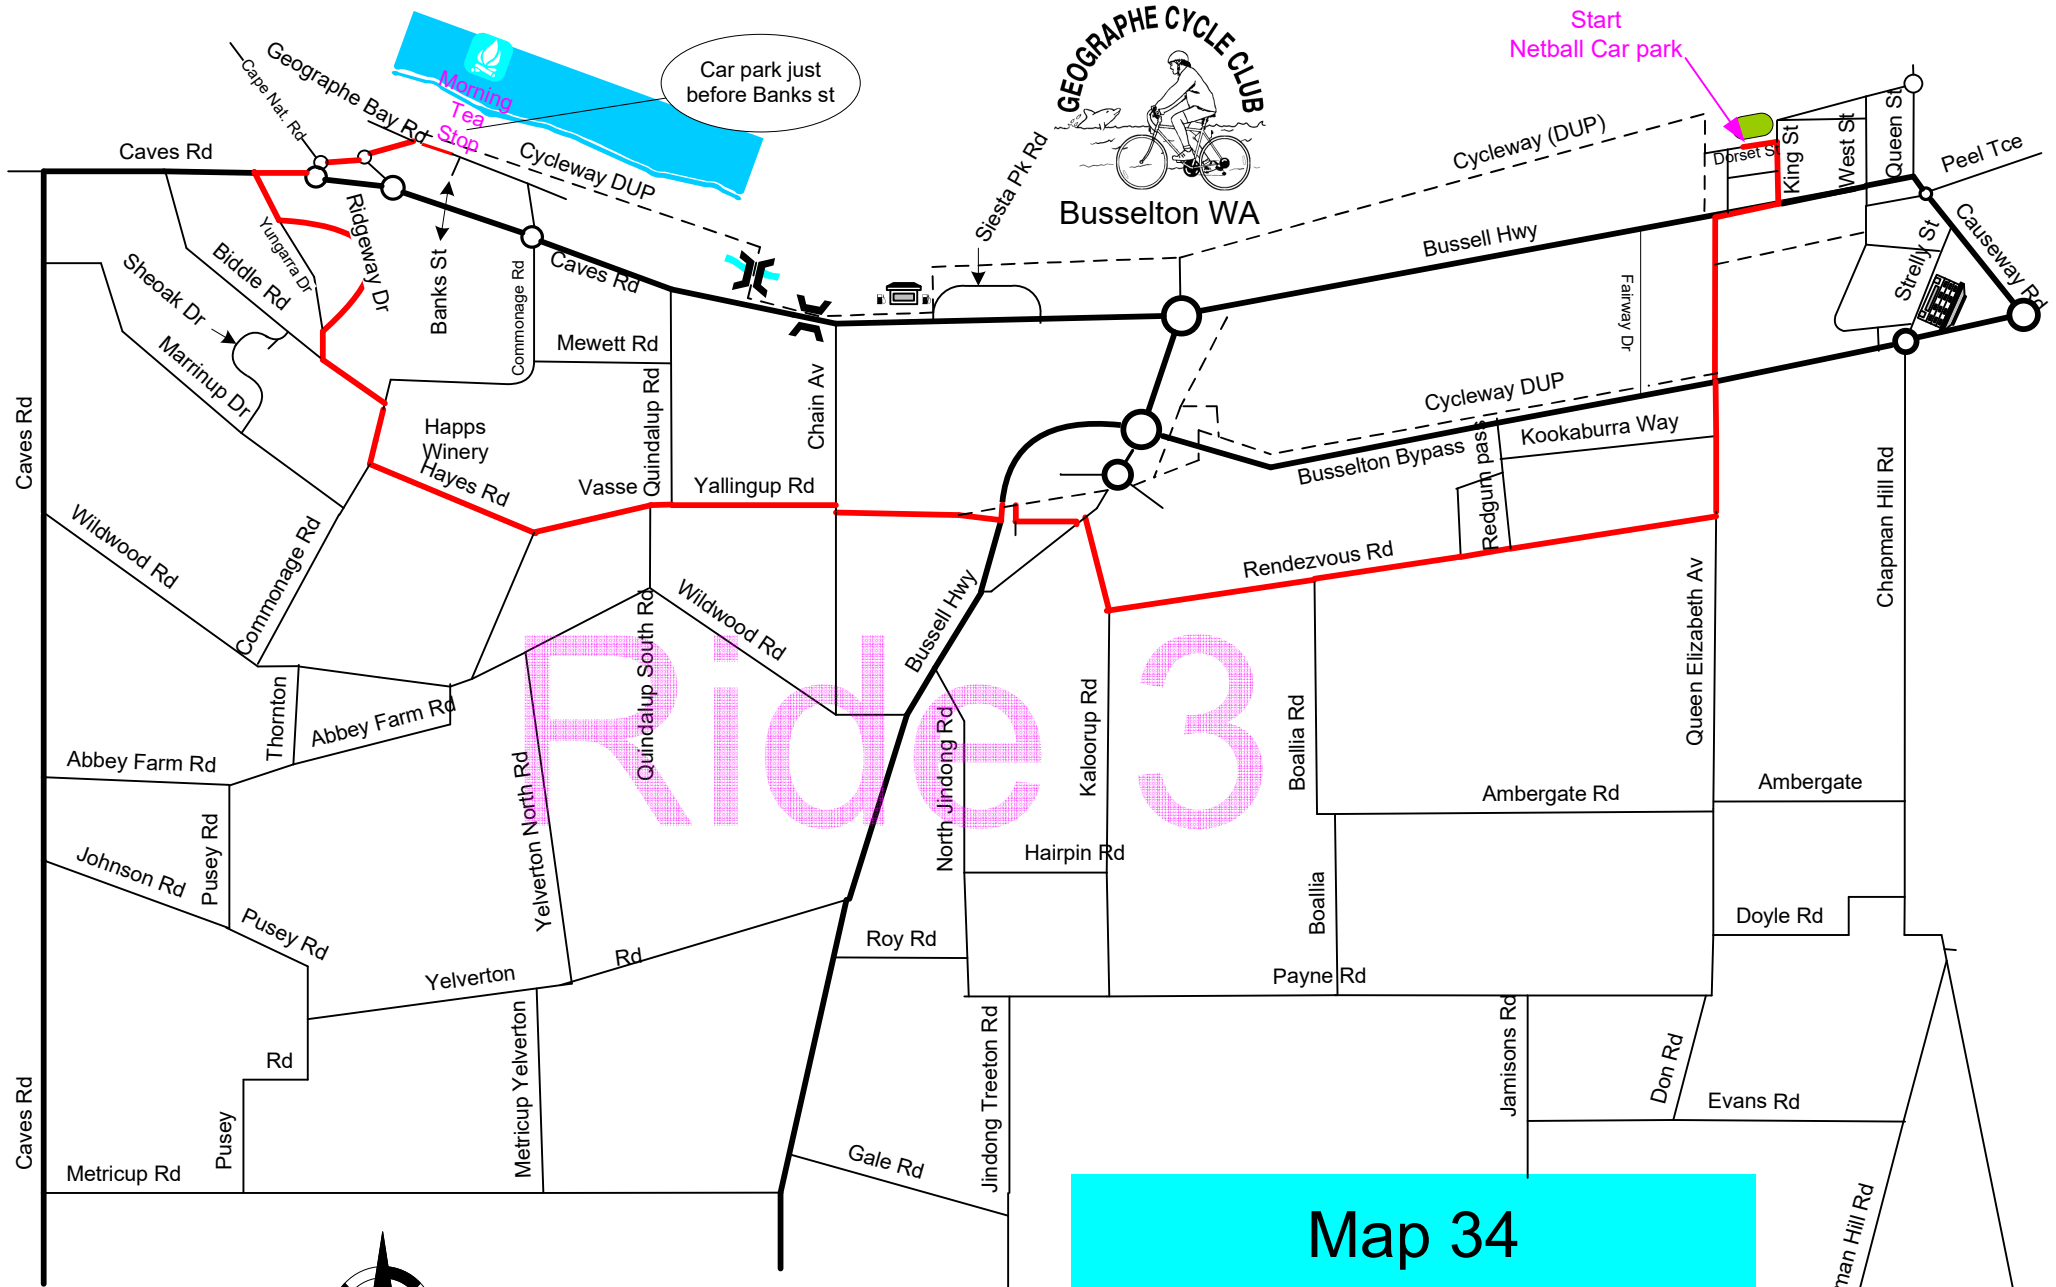 Start
Netball Car park
GEOGRAPHE CYCLE CLUB
Busselton WA
Geographe Bay Rd
Cape Nat. Rd
Morning
Tea
Stop
Car park just
before Banks st
Caves Rd
Cycleway DUP
Siesta Pk Rd
Cycleway (DUP)
Dorset St
King St
West St
Queen St
Peel Tce
Causeway Rd
Strelly St
Bussell Hwy
Fairway Dr
Ridgeway Dr
Yungarra Dr
Biddle Rd
Sheoak Dr
Marrinup Dr
Banks St
Commonage Rd
Caves Rd
Mewett Rd
Quindalup Rd
Chain Av
Cycleway DUP
Busselton Bypass
Kookaburra Way
Redgum pass
Chapman Hill Rd
Caves Rd
Happs
Winery
Hayes Rd
Vasse
Yallingup Rd
Wildwood Rd
Commonage Rd
Rendezvous Rd
Queen Elizabeth Av
Bussell Hwy
Wildwood Rd
Quindalup South Rd
Ride 3
Thornton
Abbey Farm Rd
Abbey Farm Rd
Yelverton North Rd
North Jindong Rd
Kaloorup Rd
Boallia Rd
Ambergate Rd
Ambergate
Johnson Rd
Pusey Rd
Pusey Rd
Hairpin Rd
Boallia
Doyle Rd
Roy Rd
Yelverton
Rd
Payne Rd
Metricup Yelverton
Jindong Treeton Rd
Jamisons Rd
Don Rd
Evans Rd
Rd
Pusey
Caves Rd
Metricup Rd
Gale Rd
Map 34
man Hill Rd